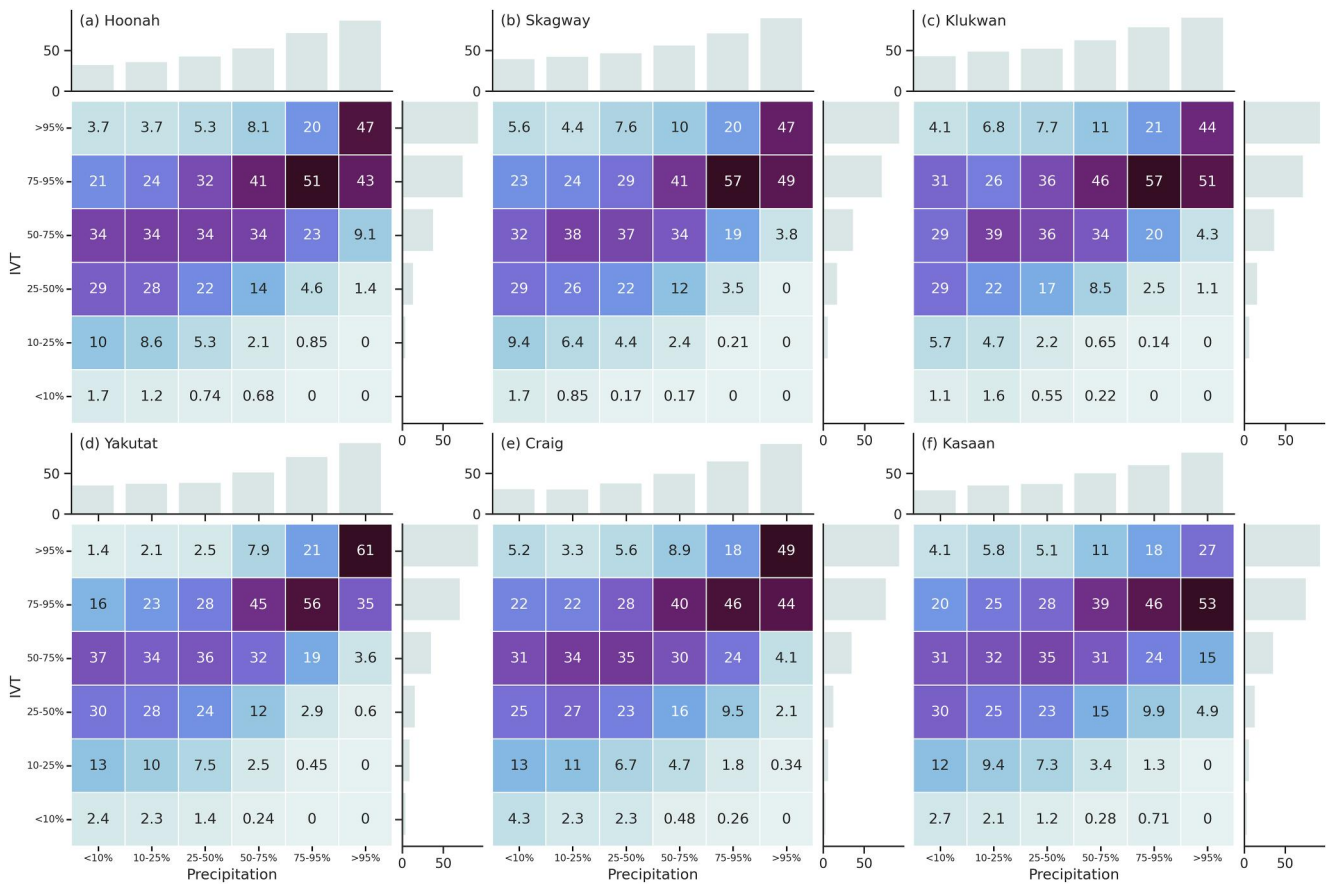 (a) Hoonah (b) Skagway (c) Klukwan
50 50 50
0 0 0
>95% 3.7 3.7 5.3 8.1 20 47 5.6 4.4 7.6 10 20 47 4.1 6.8 7.7 11 21 44
75-95% 21 24 32 41 51 43 23 24 29 41 57 49 31 26 36 46 57 51
50-75% 34 34 34 34 23 9.1 32 38 37 34 19 3.8 29 39 36 34 20 4.3
IVT
25-50% 29 28 22 14 4.6 1.4 29 26 22 12 3.5 0 29 22 17 8.5 2.5 1.1
10-25% 10 8.6 5.3 2.1 0.85 0 9.4 6.4 4.4 2.4 0.21 0 5.7 4.7 2.2 0.65 0.14 0
<10% 1.7 1.2 0.74 0.68 0 0 1.7 0.85 0.17 0.17 0 0 1.1 1.6 0.55 0.22 0 0
0 50 0 50 0 50
(d) Yakutat (e) Craig (f) Kasaan
50 50 50
0 0 0
>95% 1.4 2.1 2.5 7.9 21 61 5.2 3.3 5.6 8.9 18 49 4.1 5.8 5.1 11 18 27
75-95% 16 23 28 45 56 35 22 22 28 40 46 44 20 25 28 39 46 53
50-75% 37 34 36 32 19 3.6 31 34 35 30 24 4.1 31 32 35 31 24 15
IVT
25-50% 30 28 24 12 2.9 0.6 25 27 23 16 9.5 2.1 30 25 23 15 9.9 4.9
10-25% 13 10 7.5 2.5 0.45 0 13 11 6.7 4.7 1.8 0.34 12 9.4 7.3 3.4 1.3 0
<10% 2.4 2.3 1.4 0.24 0 0 4.3 2.3 2.3 0.48 0.26 0 2.7 2.1 1.2 0.28 0.71 0
<10% 10-25% 25-50% 50-75% 75-95% >95% 0 50 <10% 10-25% 25-50% 50-75% 75-95% >95% 0 50 <10% 10-25% 25-50% 50-75% 75-95% >95% 0 50
Precipitation Precipitation Precipitation